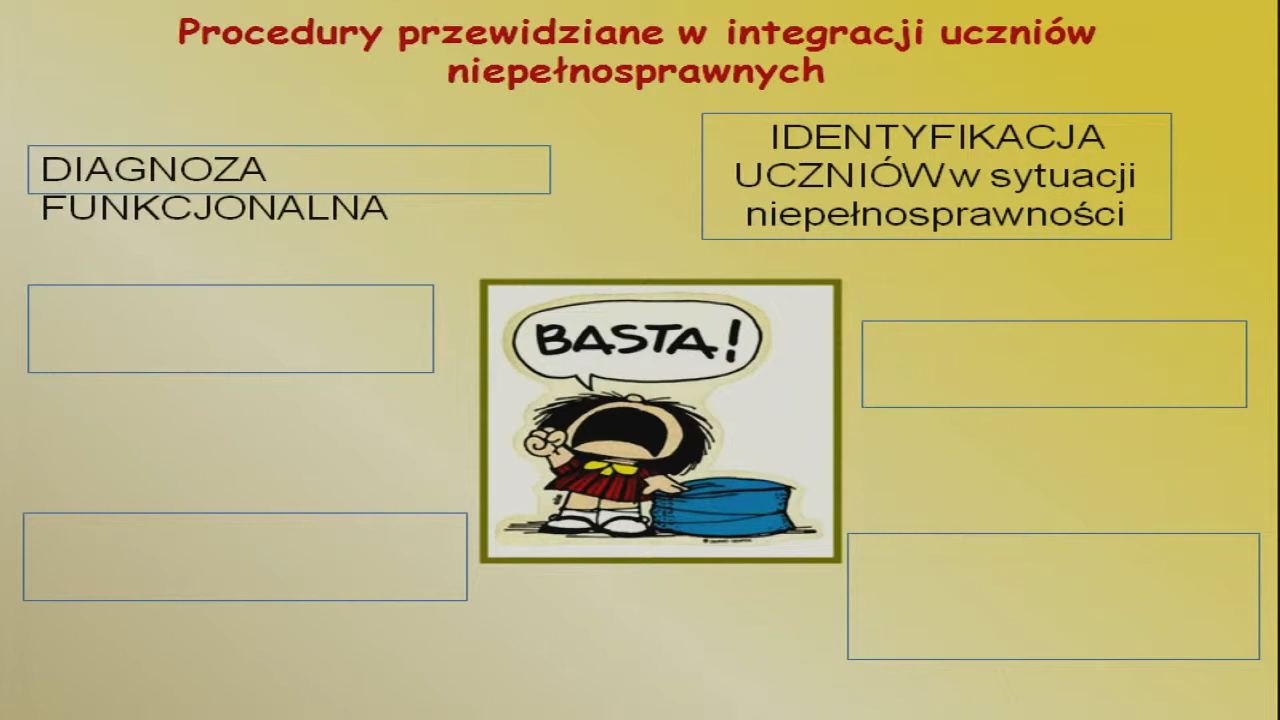 Procedury przewidziane w integracji uczniów
niepełnosprawnych
DIAGNOZA
FUNKCJONALNA
IDENTYFIKACJA
UCZNIÓW w sytuacji
niepełnosprawności
BASTA!